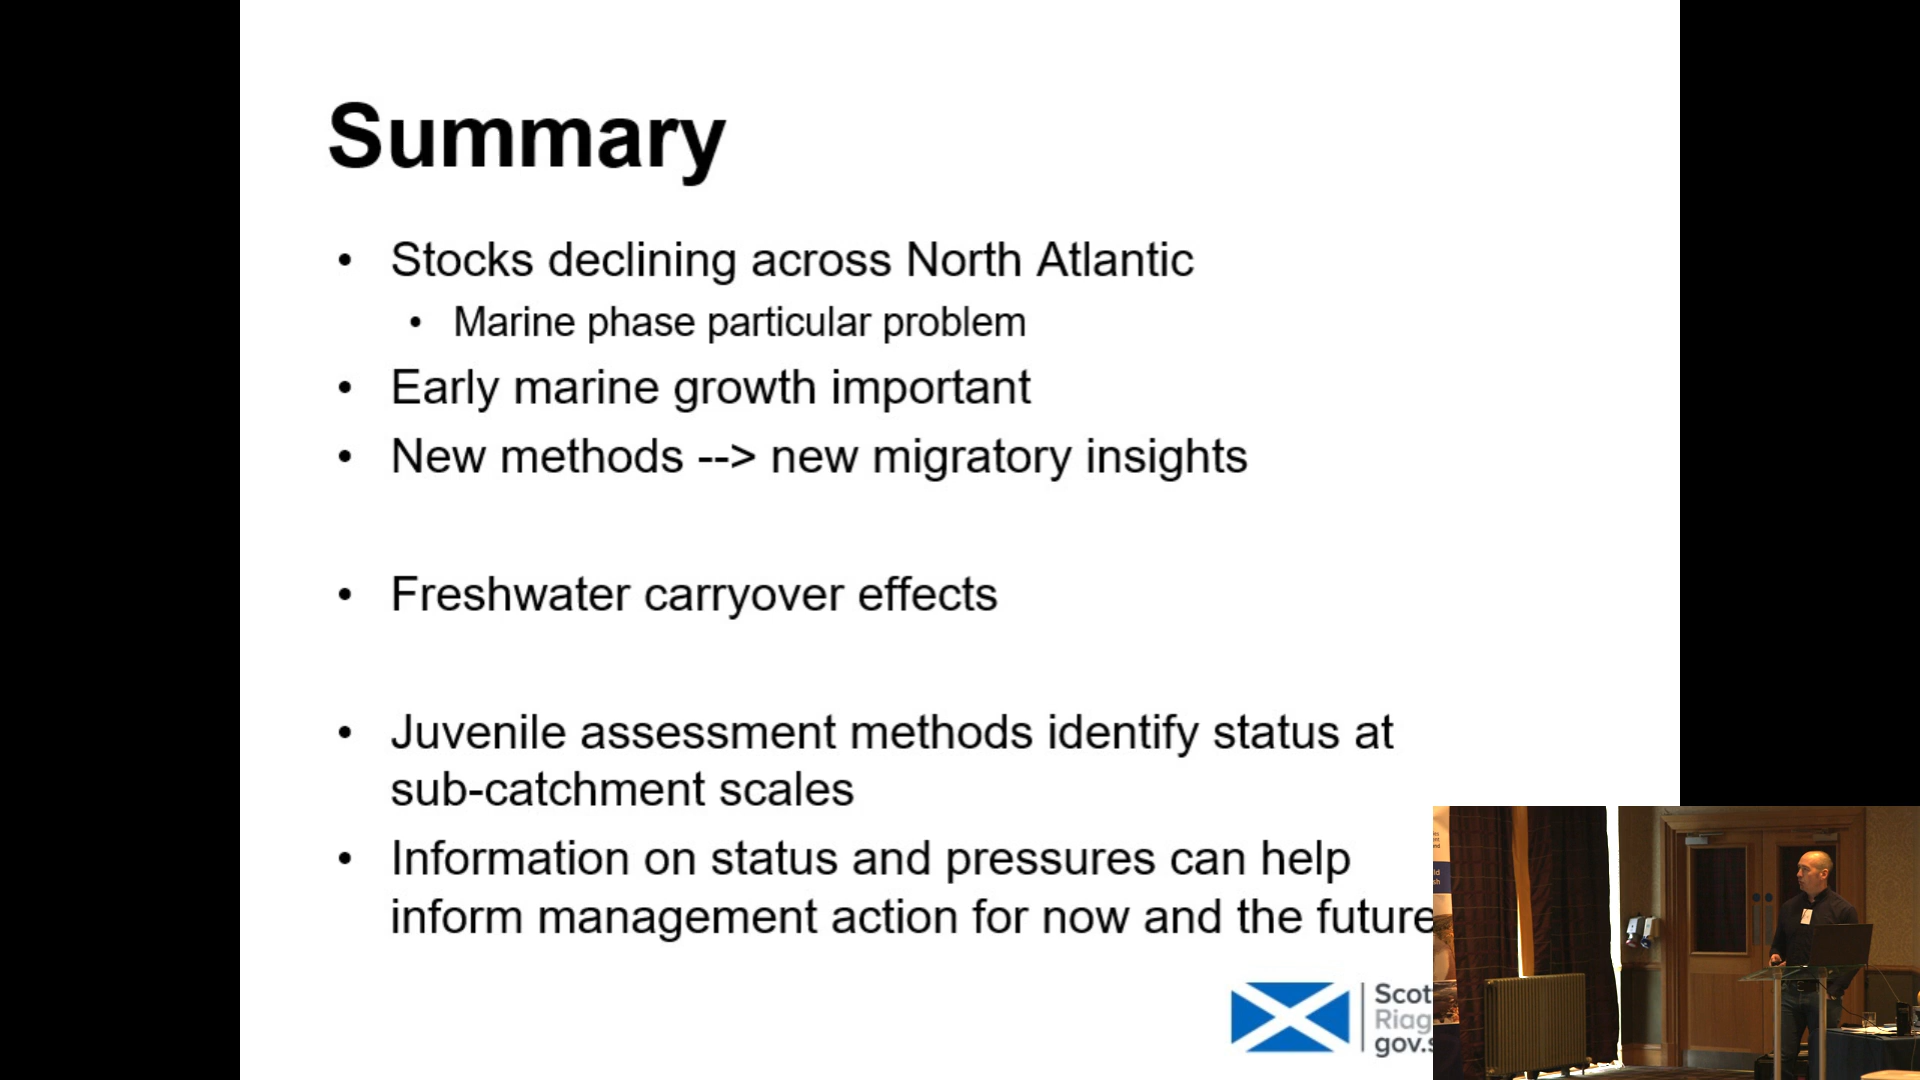 Summary
• Stocks declining across North Atlantic
• Marine phase particular problem
• Early marine growth important
• New methods --> new migratory insights
• Freshwater carryover effects
• Juvenile assessment methods identify status at
sub-catchment scales
• Information on status and pressures can help
inform management action for now and the future
Scot
Riag
gov.s